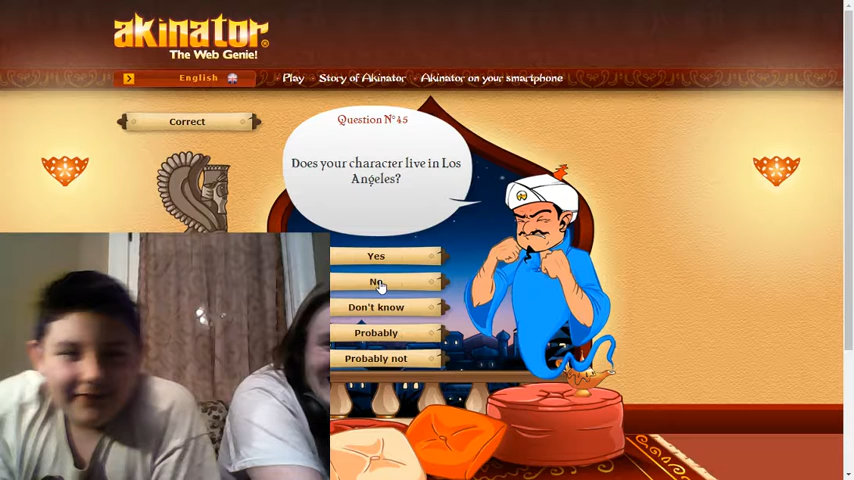 akinator®
The Web Genie!
English
Play
Story of Akinator
Akinator on your smartphone
Correct
Question N°45
Does your character live in Los
Angeles?
Yes
No
Don't know
Probably
Probably not